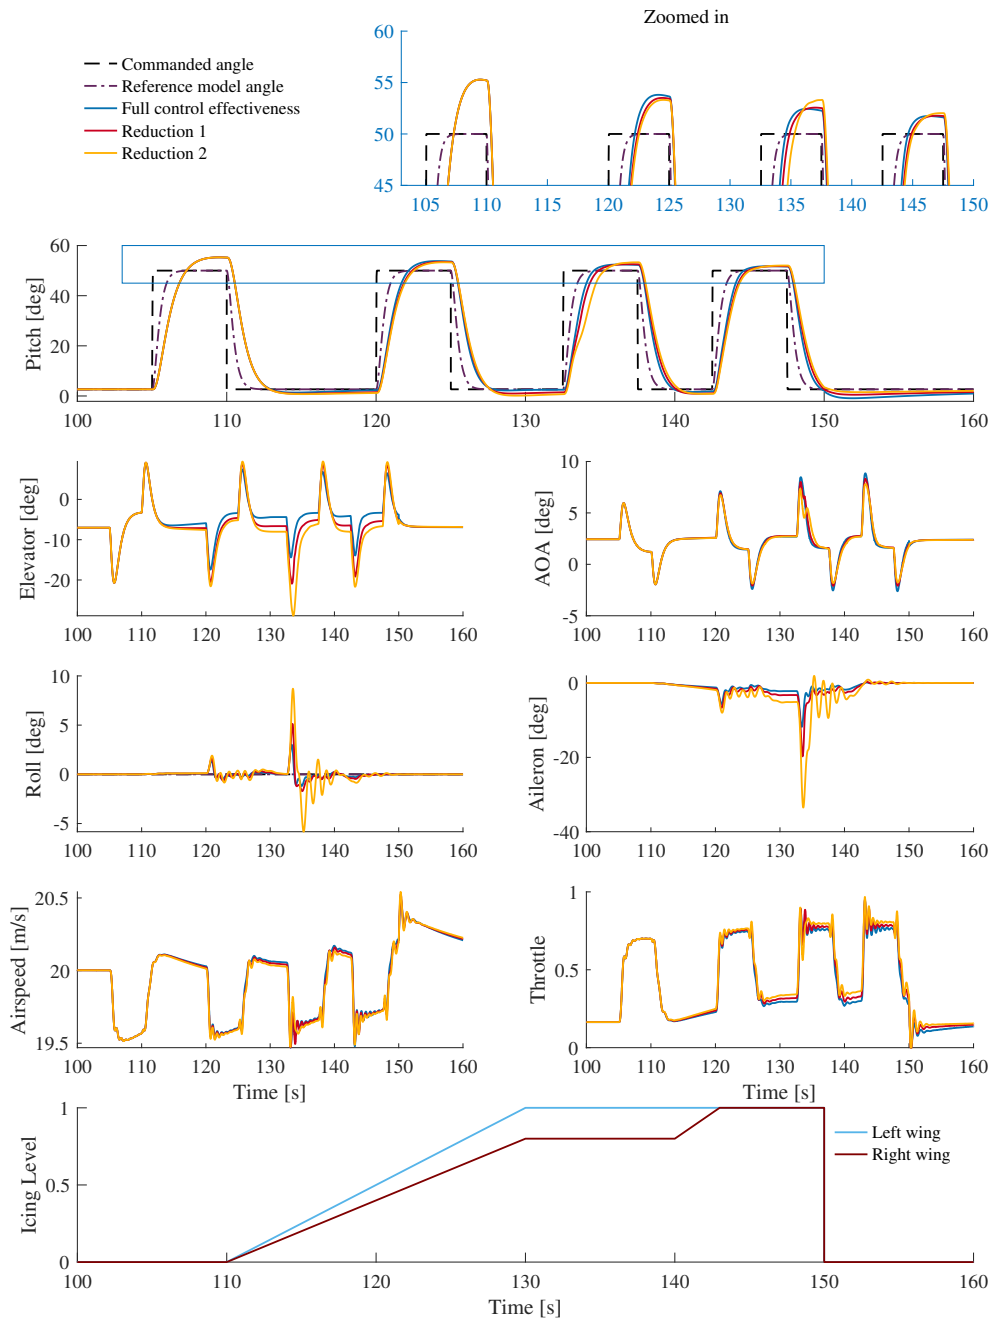 Zoomed in
Commanded angle
Reference model angle
Full control effectiveness
Reduction 1
Reduction 2
60
55
50
45
105 110 115 120 125 130 135 140 145 150
Pitch [deg]
60
40
20
0
100 110 120 130 140 150 160
Elevator [deg]
0
-10
-20
100 110 120 130 140 150 160
AOA [deg]
10
5
0
-5
100 110 120 130 140 150 160
Roll [deg]
10
5
0
-5
100 110 120 130 140 150 160
Aileron [deg]
0
-20
-40
100 110 120 130 140 150 160
Airspeed [m/s]
20.5
20
19.5
100 110 120 130 140 150 160
Time [s]
Throttle
1
0.5
0
100 110 120 130 140 150 160
Time [s]
Icing Level
1
0.5
0
Left wing
Right wing
100 110 120 130 140 150 160
Time [s]